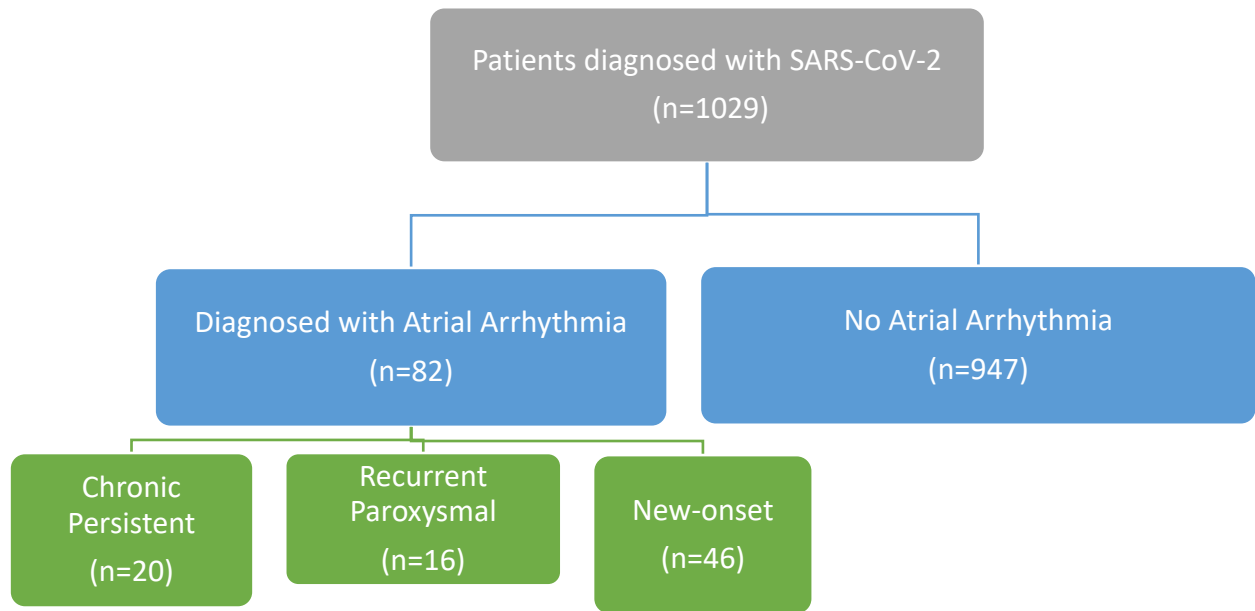 Patients diagnosed with SARS-CoV-2
(n=1029)
Diagnosed with Atrial Arrhythmia
(n=82)
No Atrial Arrhythmia
(n=947)
Chronic
Persistent
(n=20)
Recurrent
Paroxysmal
(n=16)
New-onset
(n=46)